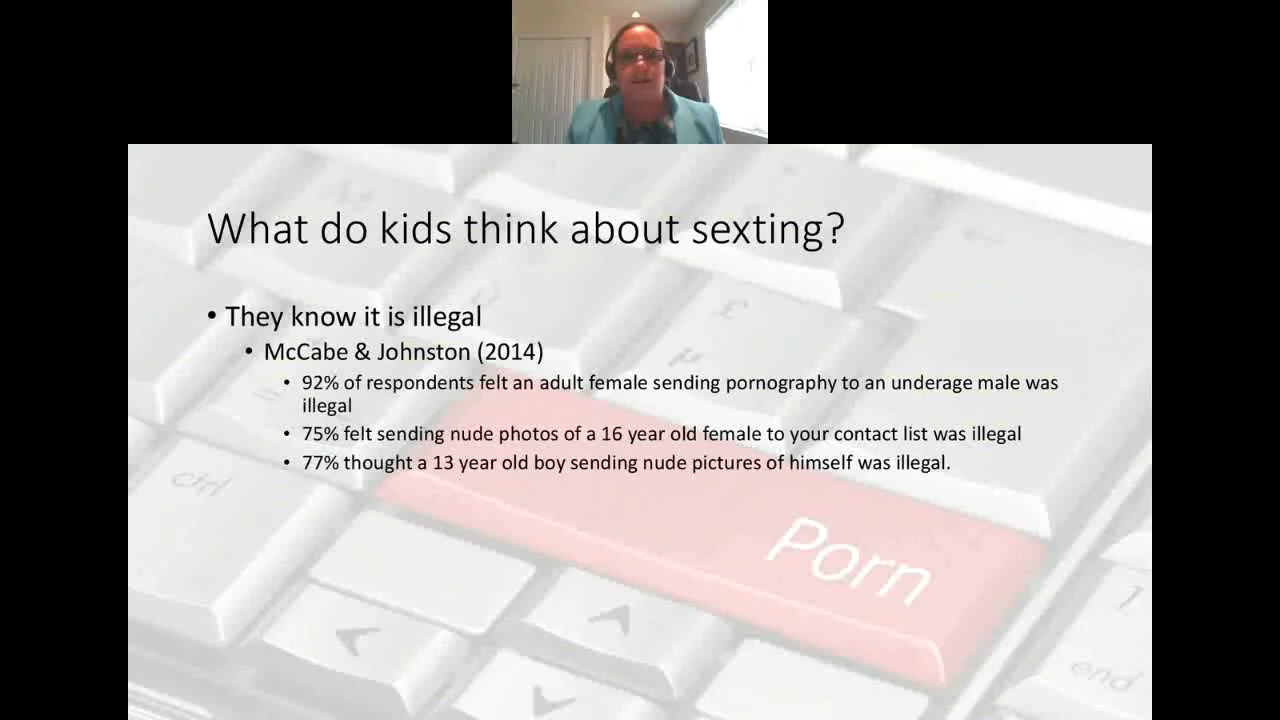 What do kids think about sexting?
• They know it is illegal
• McCabe & Johnston (2014)
• 92% of respondents felt an adult female sending pornography to an underage male was
illegal
• 75% felt sending nude photos of a 16 year old female to your contact list was illegal
• 77% thought a 13 year old boy sending nude pictures of himself was illegal.
ctrl
£
µ
Porn
1
end